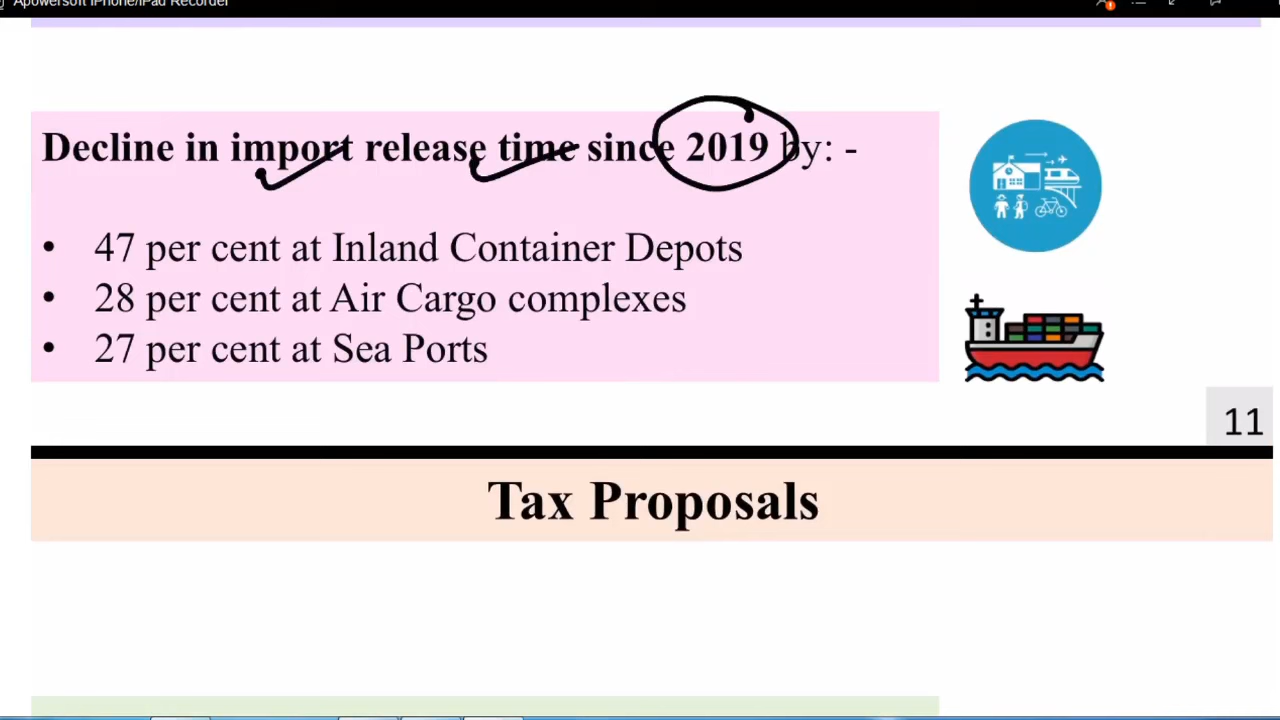 Apowersoft iPhone/iPad Recorder
Decline in import release time since 2019 by: -
• 47 per cent at Inland Container Depots
• 28 per cent at Air Cargo complexes
• 27 per cent at Sea Ports
11
Tax Proposals